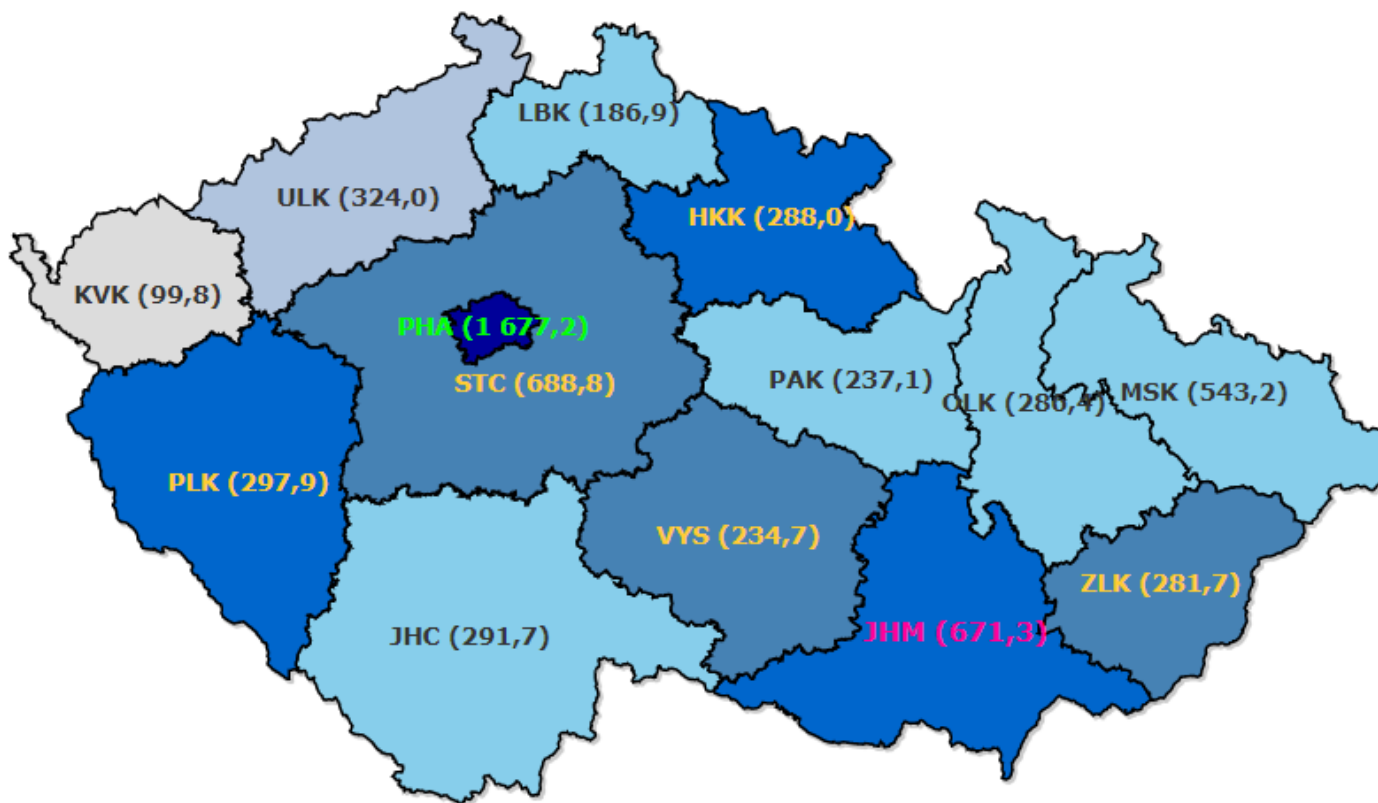 LBK (186,9)
ULK (324,0)
HKK (288,0)
KVK (99,8)
PHA (1 677,2)
STC (688,8)
PAK (237,1)
OLK (280,4)
MSK (543,2)
PLK (297,9)
VYS (234,7)
ZLK (281,7)
JHC (291,7)
JHM (671,3)